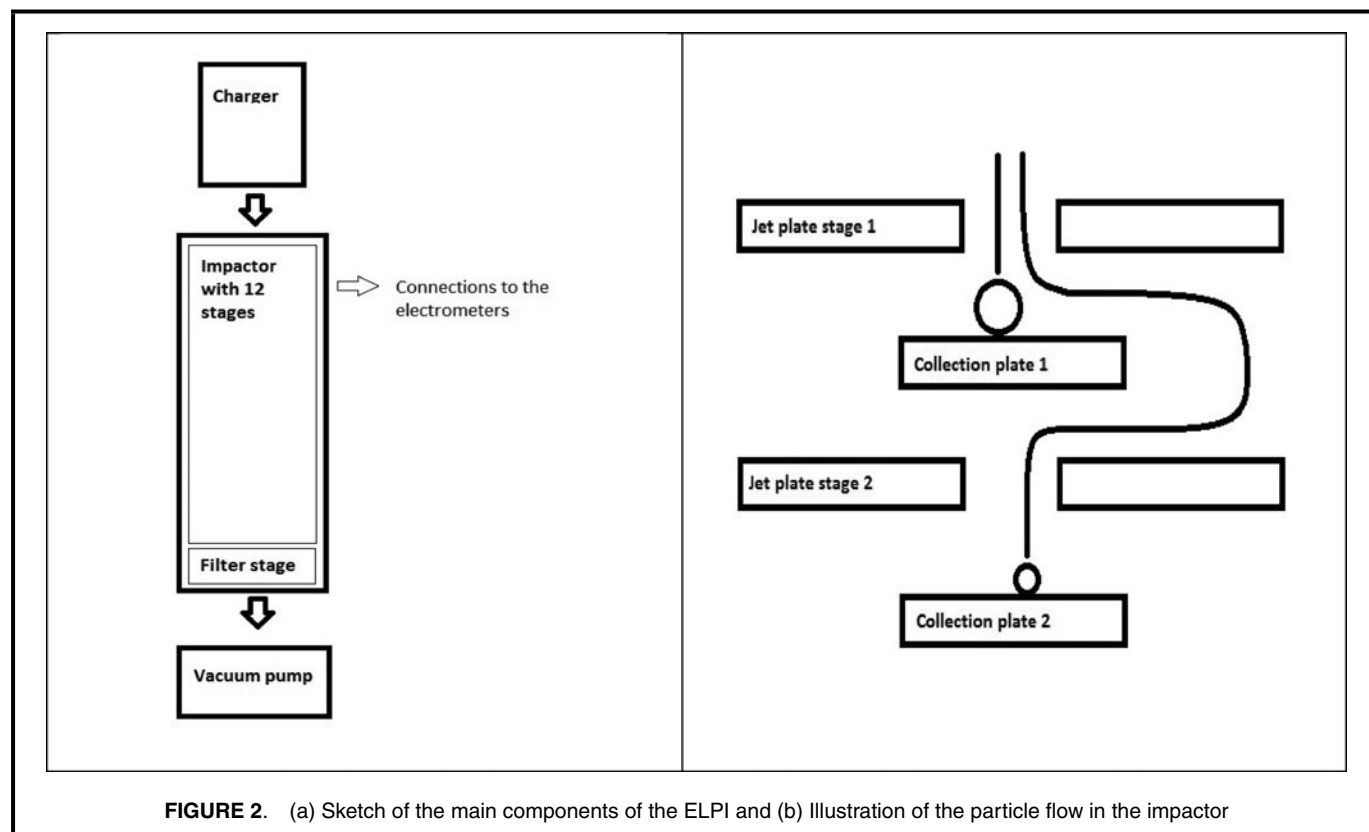 Charger
Impactor
with 12
stages
Connections to the
electrometers
Filter stage
Vacuum pump
Jet plate stage 1
Collection plate 1
Jet plate stage 2
Collection plate 2
FIGURE 2. (a) Sketch of the main components of the ELPI and (b) Illustration of the particle flow in the impactor